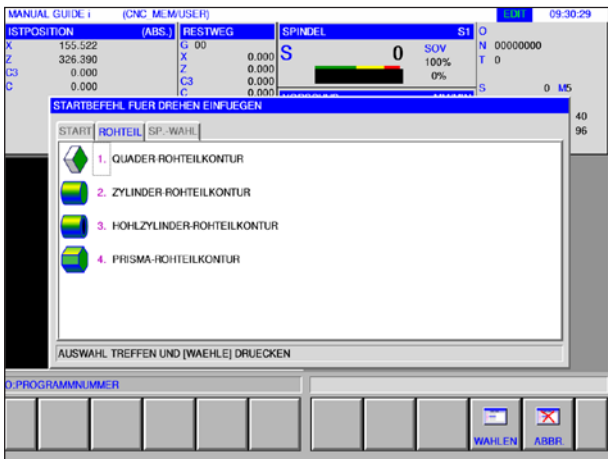 MANUAL GUIDE i (CNC MEM/USER) EDIT 09:30:29
ISTPOSITION (ABS.) RESTWEG SPINDEL S1 O
X 155.522 G 00 S 0 SOV N 00000000
Z 326.390 X 0.000 100% T 0
C3 0.000 Z 0.000 0%
C 0.000 C3 0.000 S 0 M5
C 0.000
STARTBEFEHL FUER DREHEN EINFUEGEN
40
START ROHTEIL SP.-WAHL
96
1. QUADER-ROHTEILKONTUR
2. ZYLINDER-ROHTEILKONTUR
3. HOHLZYLINDER-ROHTEILKONTUR
4. PRISMA-ROHTEILKONTUR
AUSWAHL TREFFEN UND [WAEHLE] DRUECKEN
O:PROGRAMMNUMMER
WAHLEN ABBR.